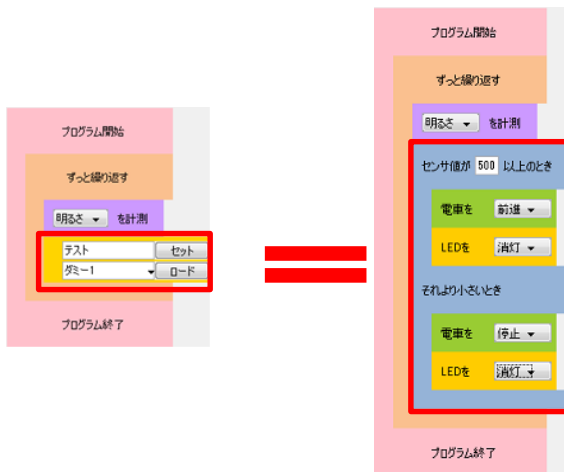 プログラム開始
ずっと繰り返す
明るさ を計測
テスト セット
ダミー1 ロード
プログラム終了
プログラム開始
ずっと繰り返す
明るさ を計測
センサ値が 500 以上のとき
電車を 前進
LEDを 消灯
それより小さいとき
電車を 停止
LEDを 消灯
プログラム終了